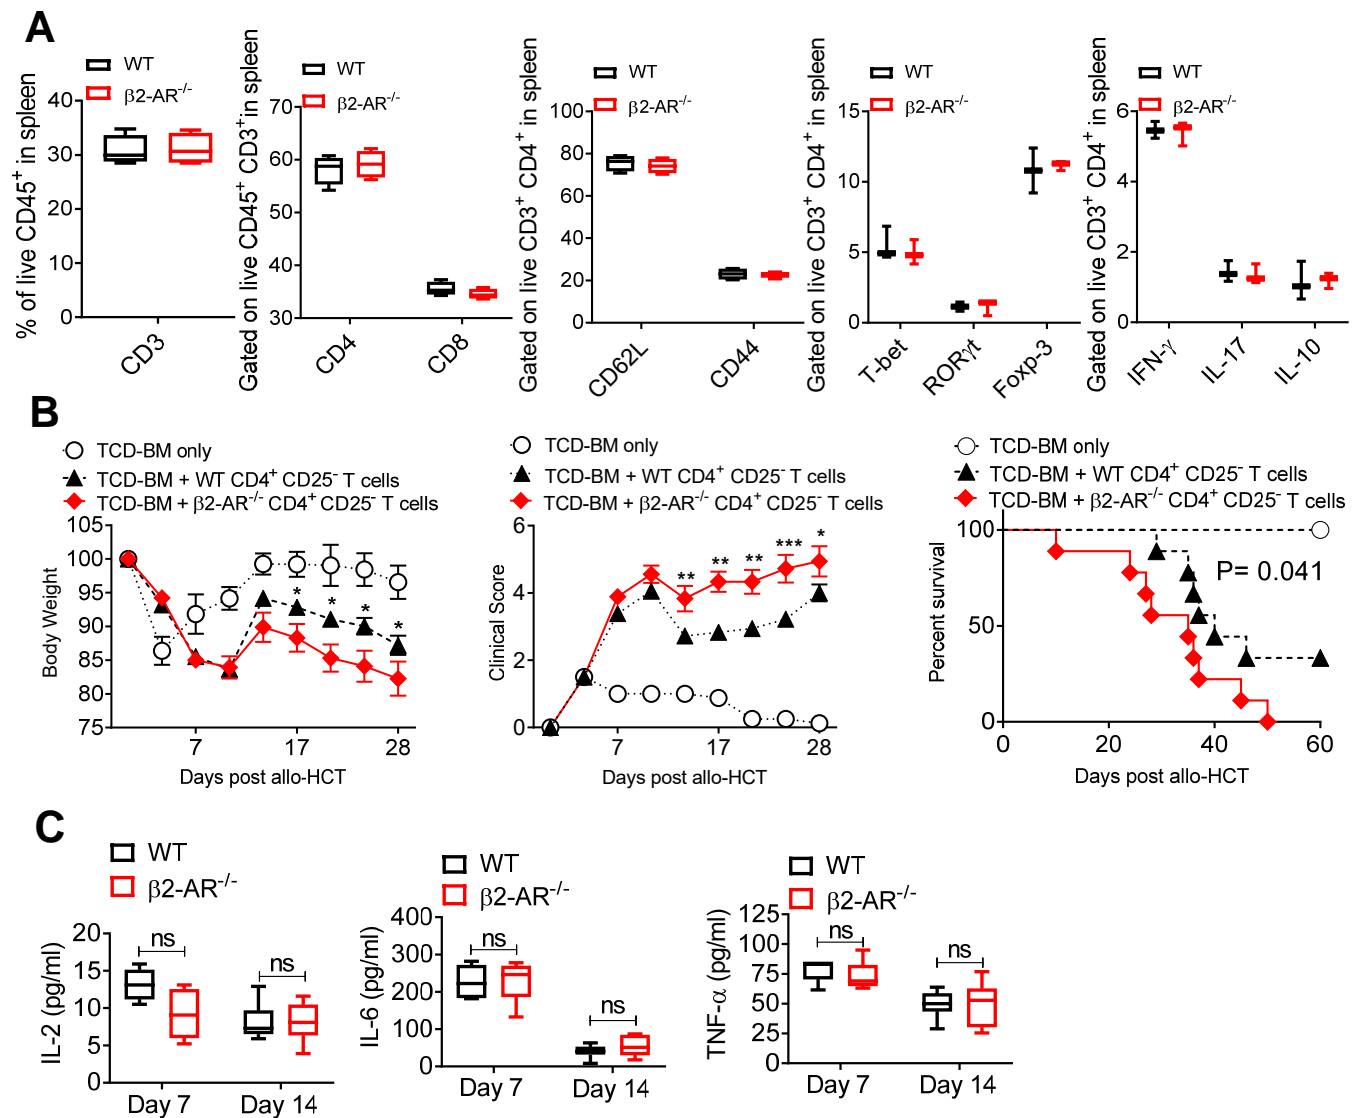 A
WT
β2-AR-/-
% of live CD45+ in spleen
40
30
20
10
0
CD3
WT
β2-AR-/-
Gated on live CD45+ CD3+in spleen
70
60
50
40
30
CD4
CD8
WT
β2-AR-/-
Gated on live CD3+ CD4+ in spleen
100
80
60
40
20
0
CD62L
CD44
WT
β2-AR-/-
Gated on live CD3+ CD4+ in spleen
15
10
5
0
T-bet
RORγt
Foxp-3
WT
β2-AR-/-
Gated on live CD3+ CD4+ in spleen
6
4
2
0
IFN-γ
IL-17
IL-10
B
TCD-BM only
TCD-BM + WT CD4+ CD25- T cells
TCD-BM + β2-AR-/- CD4+ CD25- T cells
Body Weight
105
100
95
90
85
80
75
* * * *
7 17 28
Days post allo-HCT
TCD-BM only
TCD-BM + WT CD4+ CD25- T cells
TCD-BM + β2-AR-/- CD4+ CD25- T cells
Clinical Score
6
4
2
0
** ** ** *** *
7 17 28
Days post allo-HCT
TCD-BM only
TCD-BM + WT CD4+ CD25- T cells
TCD-BM + β2-AR-/- CD4+ CD25- T cells
Percent survival
100
50
0
P= 0.041
0 20 40 60
Days post allo-HCT
C
WT
β2-AR-/-
IL-2 (pg/ml)
20
15
10
5
0
ns
ns
Day 7
Day 14
WT
β2-AR-/-
IL-6 (pg/ml)
400
300
200
100
0
ns
ns
Day 7
Day 14
WT
β2-AR-/-
TNF-α (pg/ml)
125
100
75
50
25
0
ns
ns
Day 7
Day 14